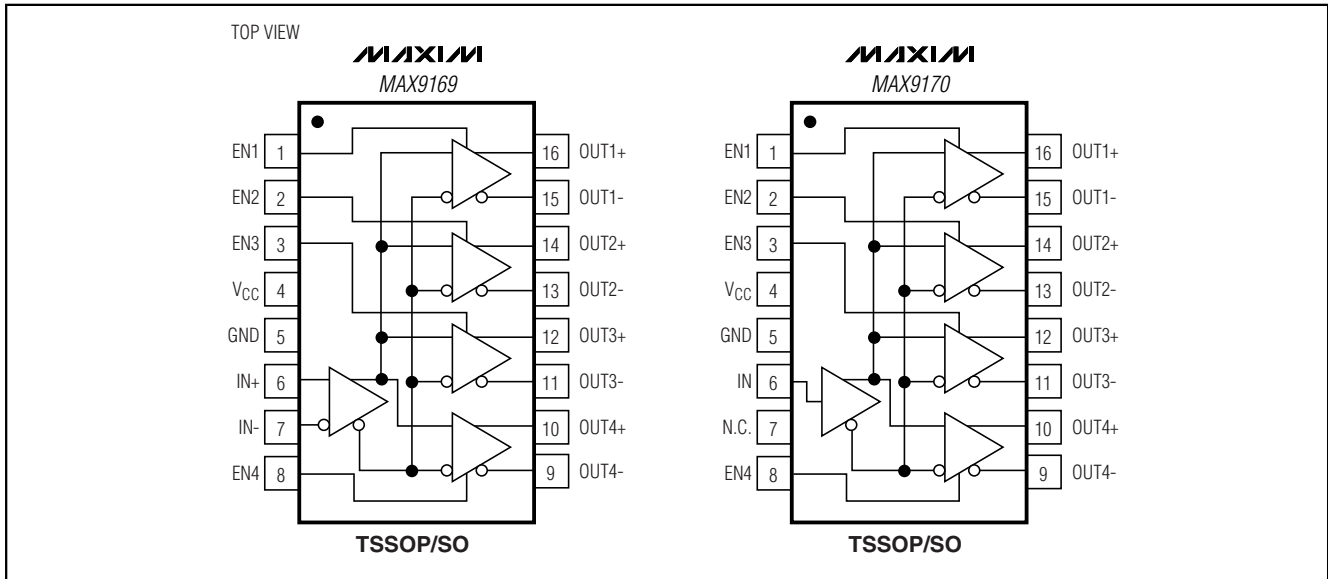 TOP VIEW
MAXIM
MAX9169
EN1 1
EN2 2
EN3 3
VCC 4
GND 5
IN+ 6
IN- 7
EN4 8
16 OUT1+
15 OUT1-
14 OUT2+
13 OUT2-
12 OUT3+
11 OUT3-
10 OUT4+
9 OUT4-
TSSOP/SO
MAXIM
MAX9170
EN1 1
EN2 2
EN3 3
VCC 4
GND 5
IN 6
N.C. 7
EN4 8
16 OUT1+
15 OUT1-
14 OUT2+
13 OUT2-
12 OUT3+
11 OUT3-
10 OUT4+
9 OUT4-
TSSOP/SO